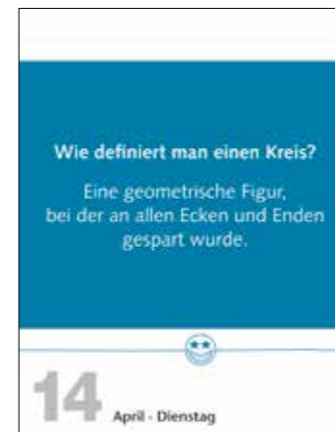 Wie definiert man einen Kreis?
Eine geometrische Figur,
bei der an allen Ecken und Enden
gespart wurde.
14
April - Dienstag